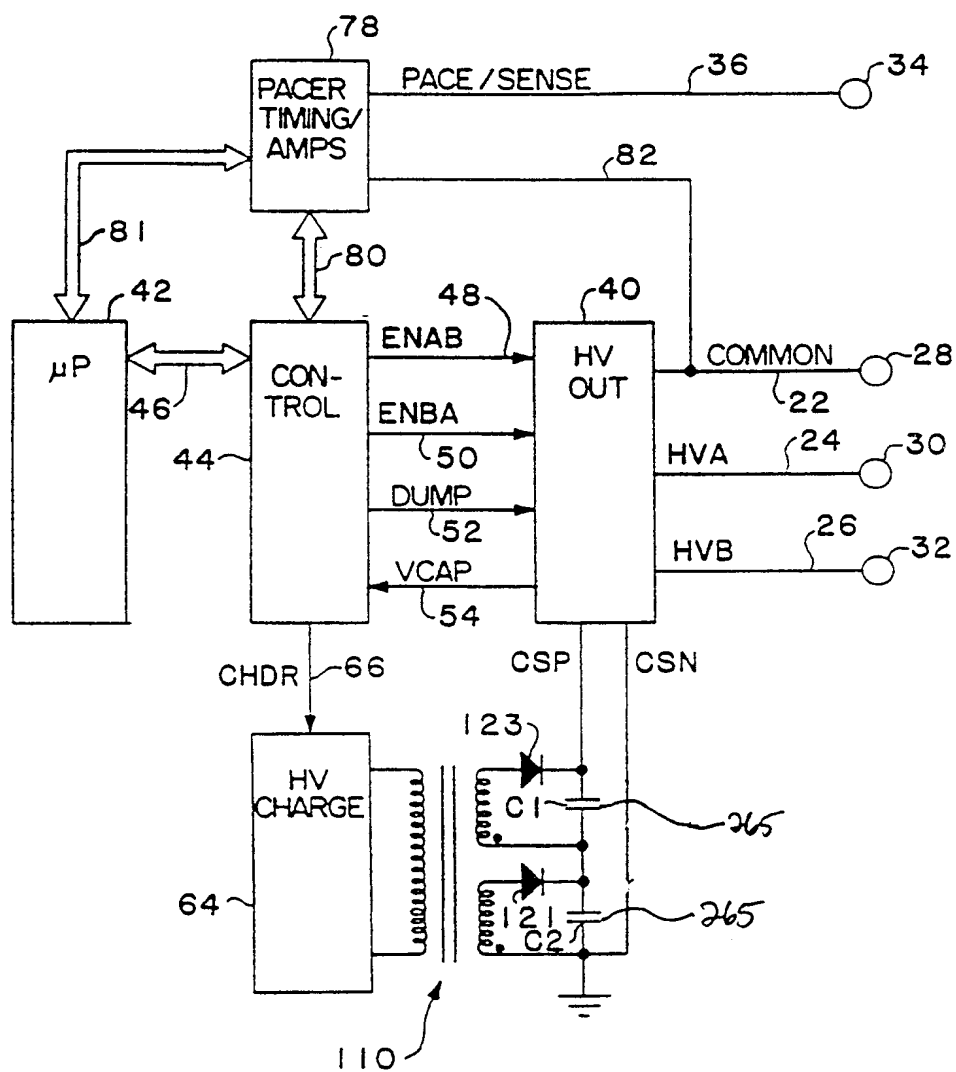 78
PACER
TIMING/
AMPS
PACE/SENSE
36
34
82
81
80
42
µP
46
CON-
TROL
44
ENAB
48
ENBA
50
DUMP
52
VCAP
54
40
HV
OUT
COMMON
22
28
HVA
24
30
HVB
26
32
CHDR
66
CSP
CSN
HV
CHARGE
64
123
C1
265
121
C2
265
110